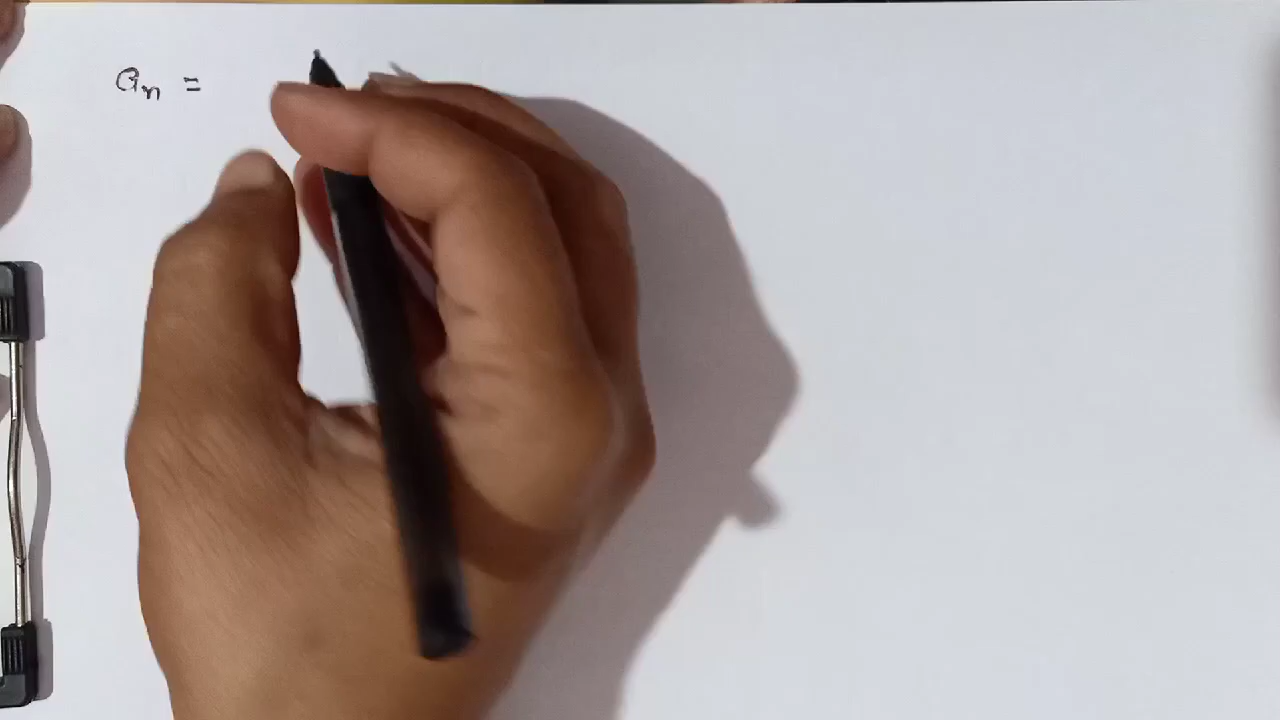 aₙ =